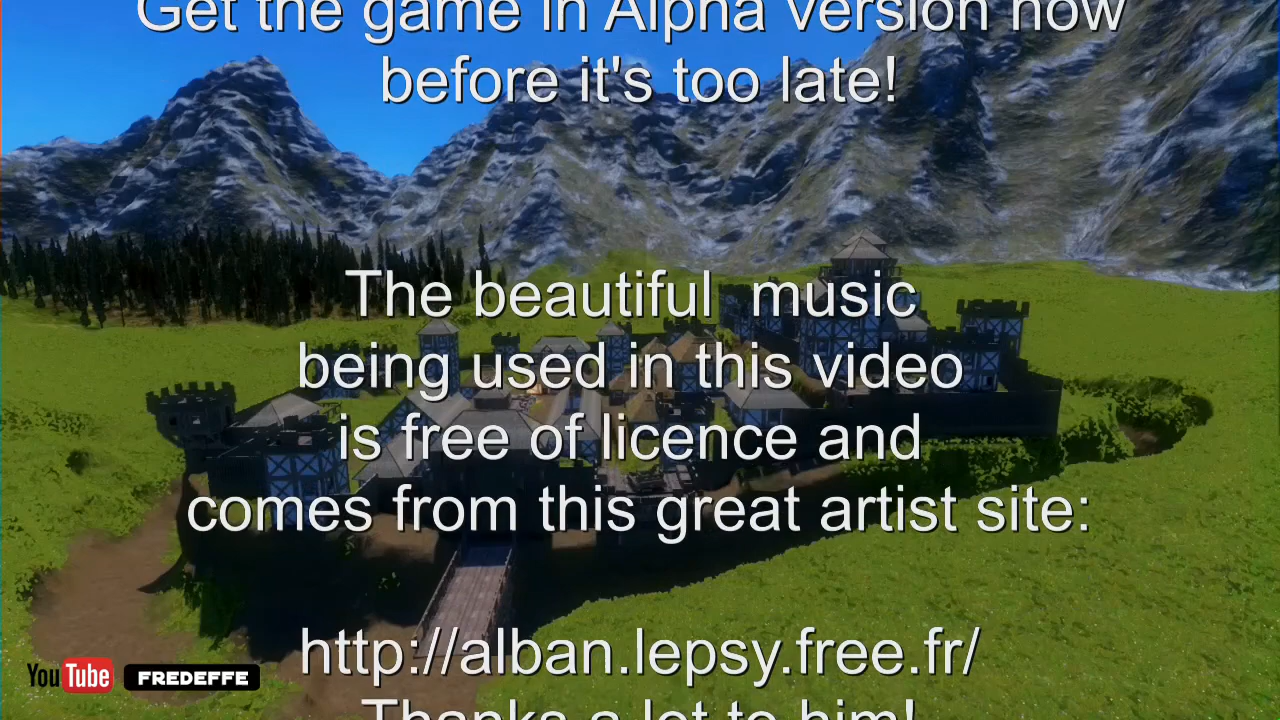 Get the game in Alpha version now
before it's too late!
The beautiful music
being used in this video
is free of licence and
comes from this great artist site:
http://alban.lepsy.free.fr/
Thanks a lot to him!
YouTube FREDEFFE